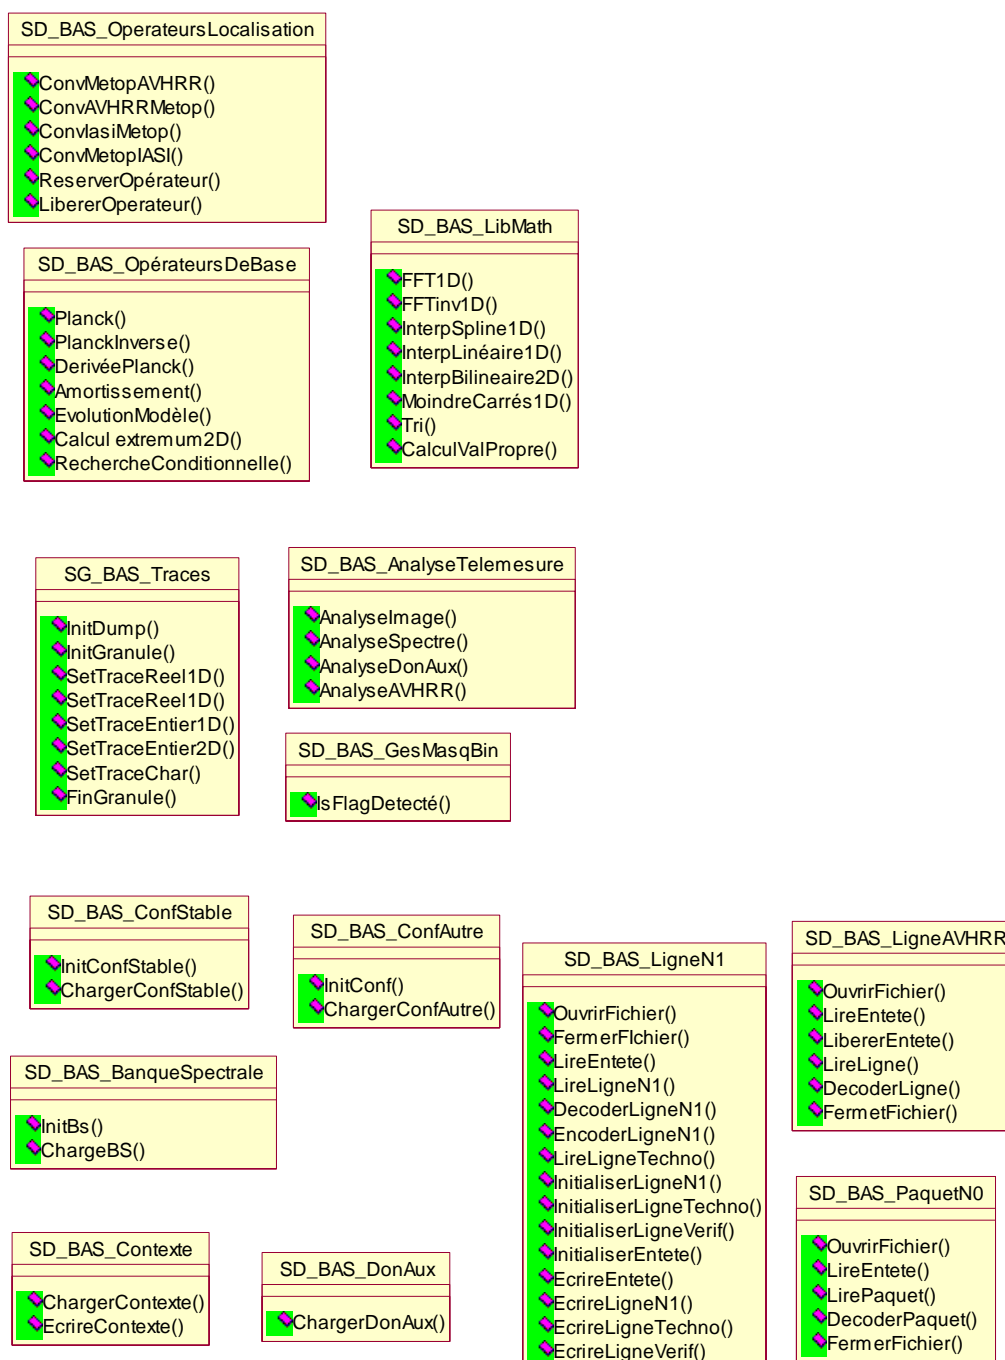 SD_BAS_OperateursLocalisation
ConvMetopAVHRR()
ConvAVHRRMetop()
ConvIasiMetop()
ConvMetopIASI()
ReserverOpérateur()
LibererOperateur()
SD_BAS_OpérateursDeBase
Planck()
PlanckInverse()
DerivéePlanck()
Amortissement()
EvolutionModèle()
Calcul extremum2D()
RechercheConditionnelle()
SD_BAS_LibMath
FFT1D()
FFTinv1D()
InterpSpline1D()
InterpLinéaire1D()
InterpBilineaire2D()
MoindreCarrés1D()
Tri()
CalculValPropre()
SG_BAS_Traces
InitDump()
InitGranule()
SetTraceReel1D()
SetTraceReel1D()
SetTraceEntier1D()
SetTraceEntier2D()
SetTraceChar()
FinGranule()
SD_BAS_AnalyseTelemesure
AnalyseImage()
AnalyseSpectre()
AnalyseDonAux()
AnalyseAVHRR()
SD_BAS_GesMasqBin
IsFlagDetecté()
SD_BAS_ConfStable
InitConfStable()
ChargerConfStable()
SD_BAS_ConfAutre
InitConf()
ChargerConfAutre()
SD_BAS_BanqueSpectrale
InitBs()
ChargeBS()
SD_BAS_Contexte
ChargerContexte()
EcrireContexte()
SD_BAS_DonAux
ChargerDonAux()
SD_BAS_LigneN1
OuvrirFichier()
FermerFIchier()
LireEntete()
LireLigneN1()
DecoderLigneN1()
EncoderLigneN1()
LireLigneTechno()
InitialiserLigneN1()
InitialiserLigneTechno()
InitialiserLigneVerif()
InitialiserEntete()
EcrireEntete()
EcrireLigneN1()
EcrireLigneTechno()
EcrireLigneVerif()
SD_BAS_LigneAVHRR
OuvrirFichier()
LireEntete()
LibererEntete()
LireLigne()
DecoderLigne()
FermetFichier()
SD_BAS_PaquetN0
OuvrirFichier()
LireEntete()
LirePaquet()
DecoderPaquet()
FermerFichier()